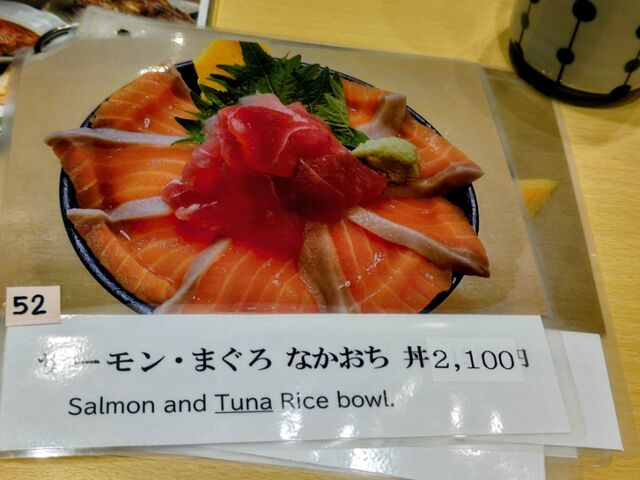 52
サーモン・まぐろ なかおち 丼2,100円
Salmon and Tuna Rice bowl.